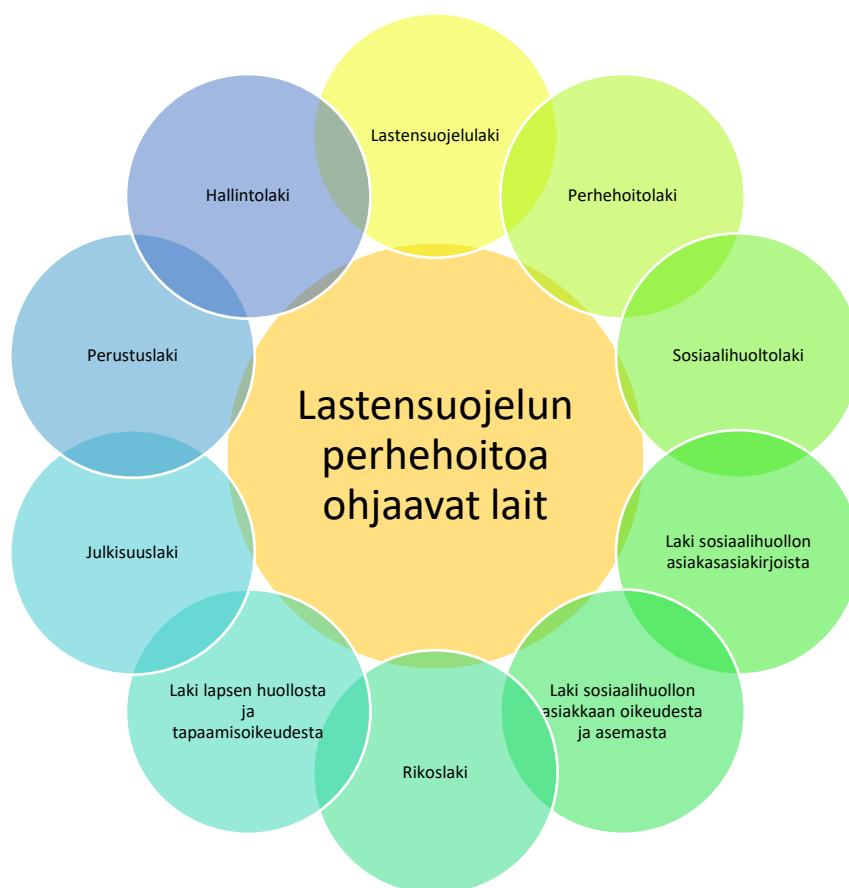 Lastensuojelulaki
Perhehoitolaki
Sosiaalihuoltolaki
Laki sosiaalihuollon
asiakasasiakirjoista
Laki sosiaalihuollon
asiakkaan oikeudesta
ja asemasta
Rikoslaki
Laki lapsen huollosta
ja
tapaamisoikeudesta
Julkisuuslaki
Perustuslaki
Hallintolaki
Lastensuojelun
perhehoitoa
ohjaavat lait